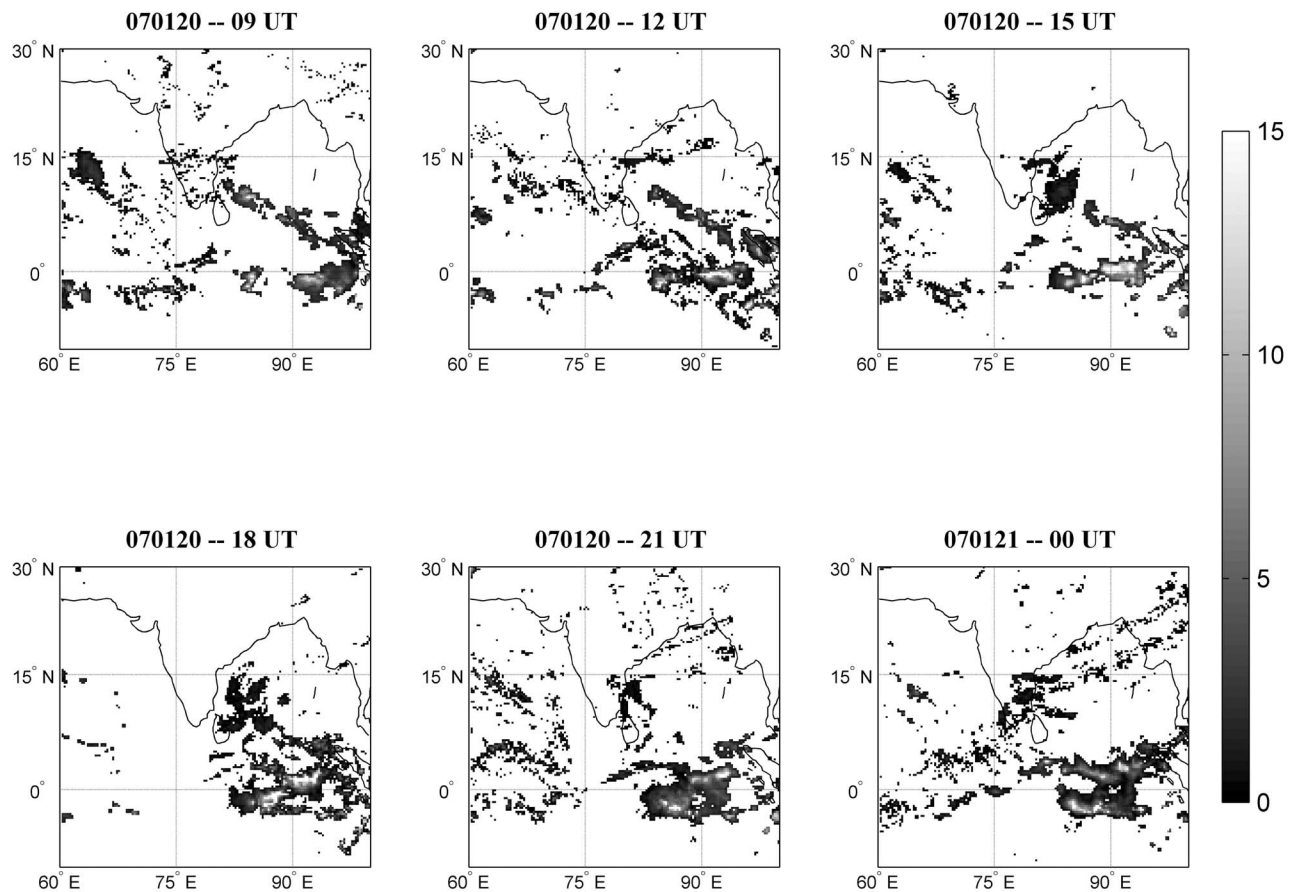 070120 -- 09 UT
070120 -- 12 UT
070120 -- 15 UT
30° N
15° N
0°
60° E
75° E
90° E
30° N
15° N
0°
60° E
75° E
90° E
30° N
15° N
0°
60° E
75° E
90° E
15
10
5
0
070120 -- 18 UT
070120 -- 21 UT
070121 -- 00 UT
30° N
15° N
0°
60° E
75° E
90° E
30° N
15° N
0°
60° E
75° E
90° E
30° N
15° N
0°
60° E
75° E
90° E